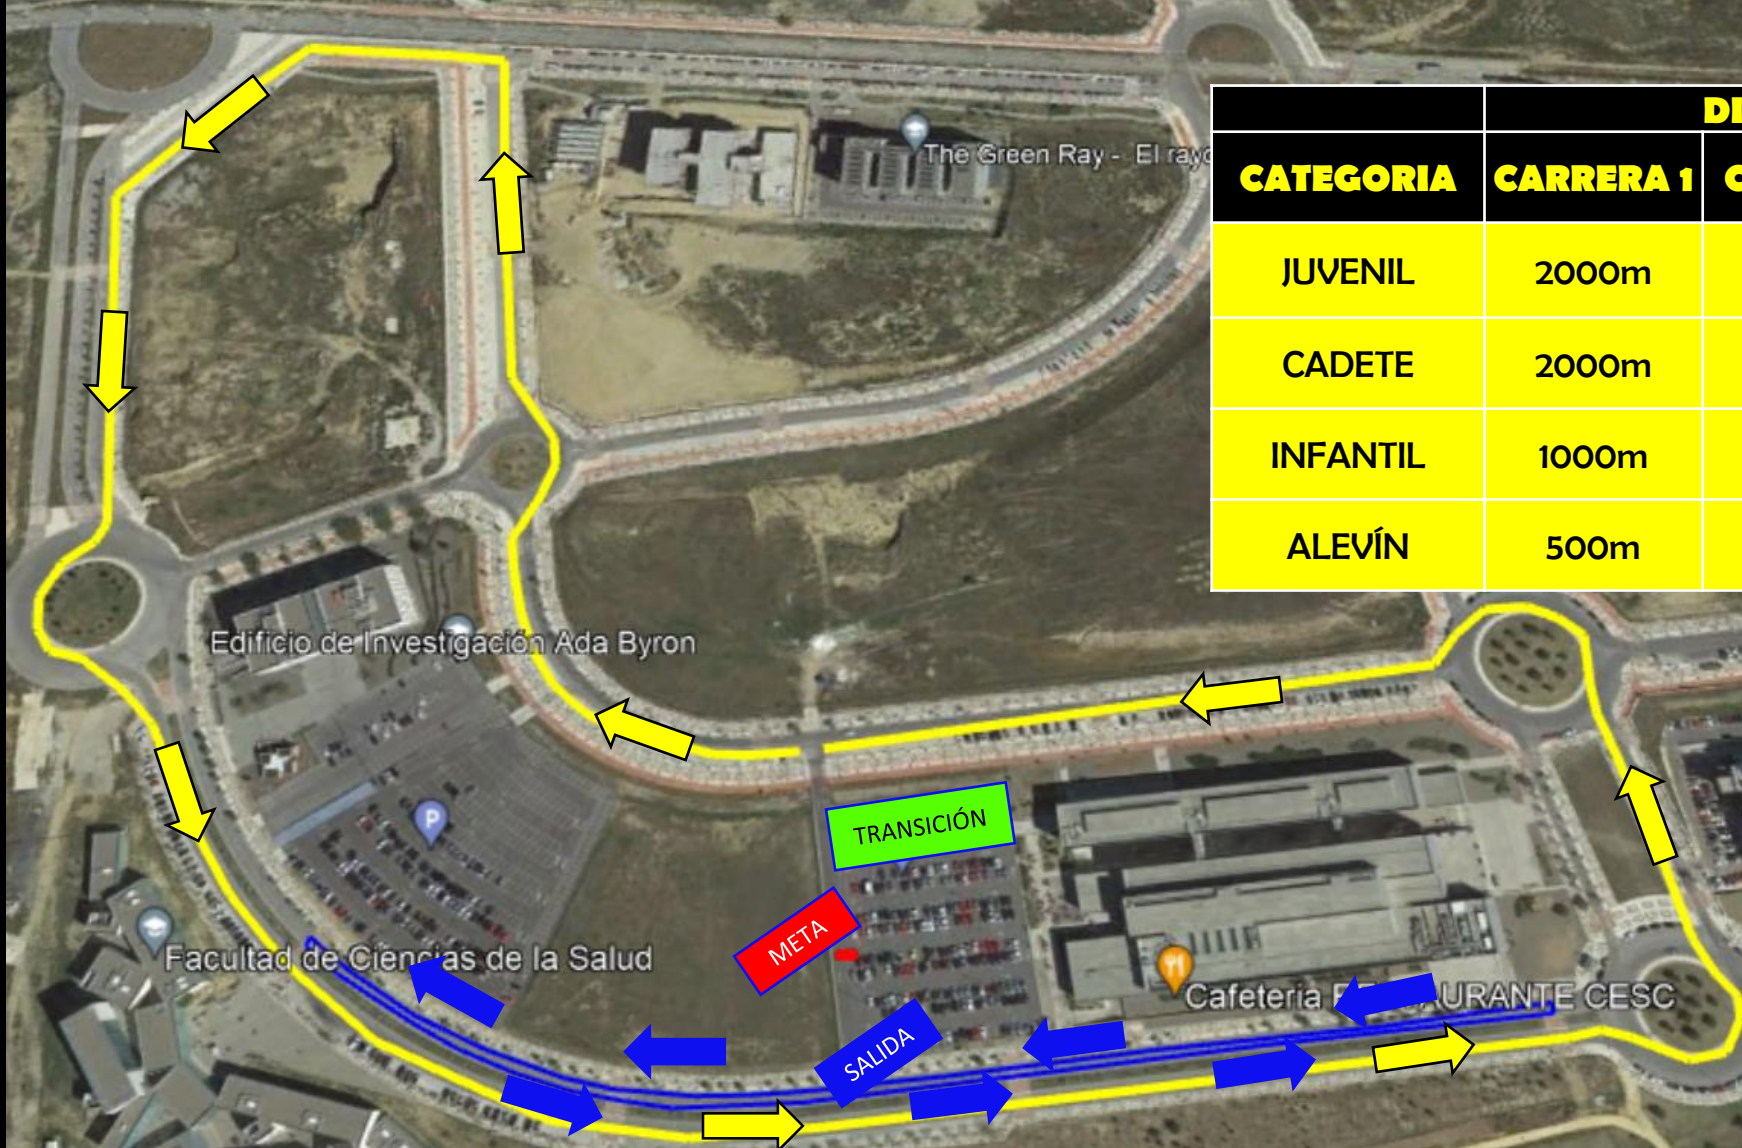 DI
CATEGORIA CARRERA 1 C
JUVENIL 2000m
CADETE 2000m
INFANTIL 1000m
ALEVÍN 500m
The Green Ray - El rayo
Edificio de Investigación Ada Byron
P
TRANSICIÓN
META
Facultad de Ciencias de la Salud
Cafetería RESTAURANTE CESC
SALIDA